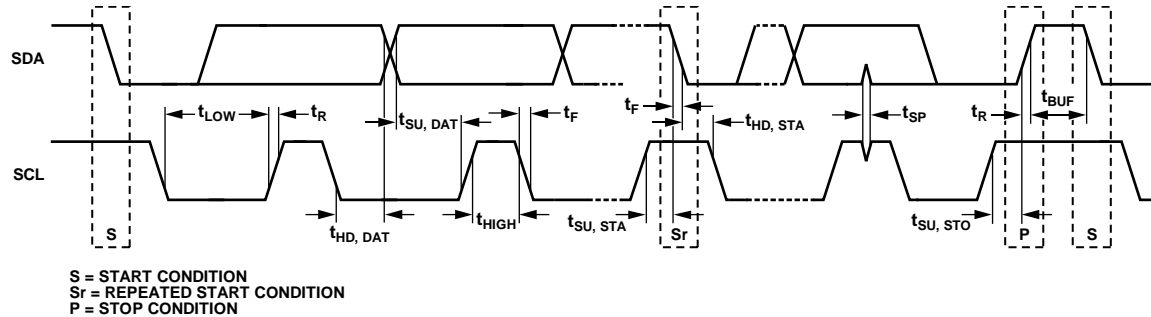 SDA
tLOW
tR
tSU, DAT
tF
tF
tHD, STA
tSP
tR
tBUF
SCL
S
tHD, DAT
tHIGH
tSU, STA
Sr
tSU, STO
P
S
S = START CONDITION
Sr = REPEATED START CONDITION
P = STOP CONDITION